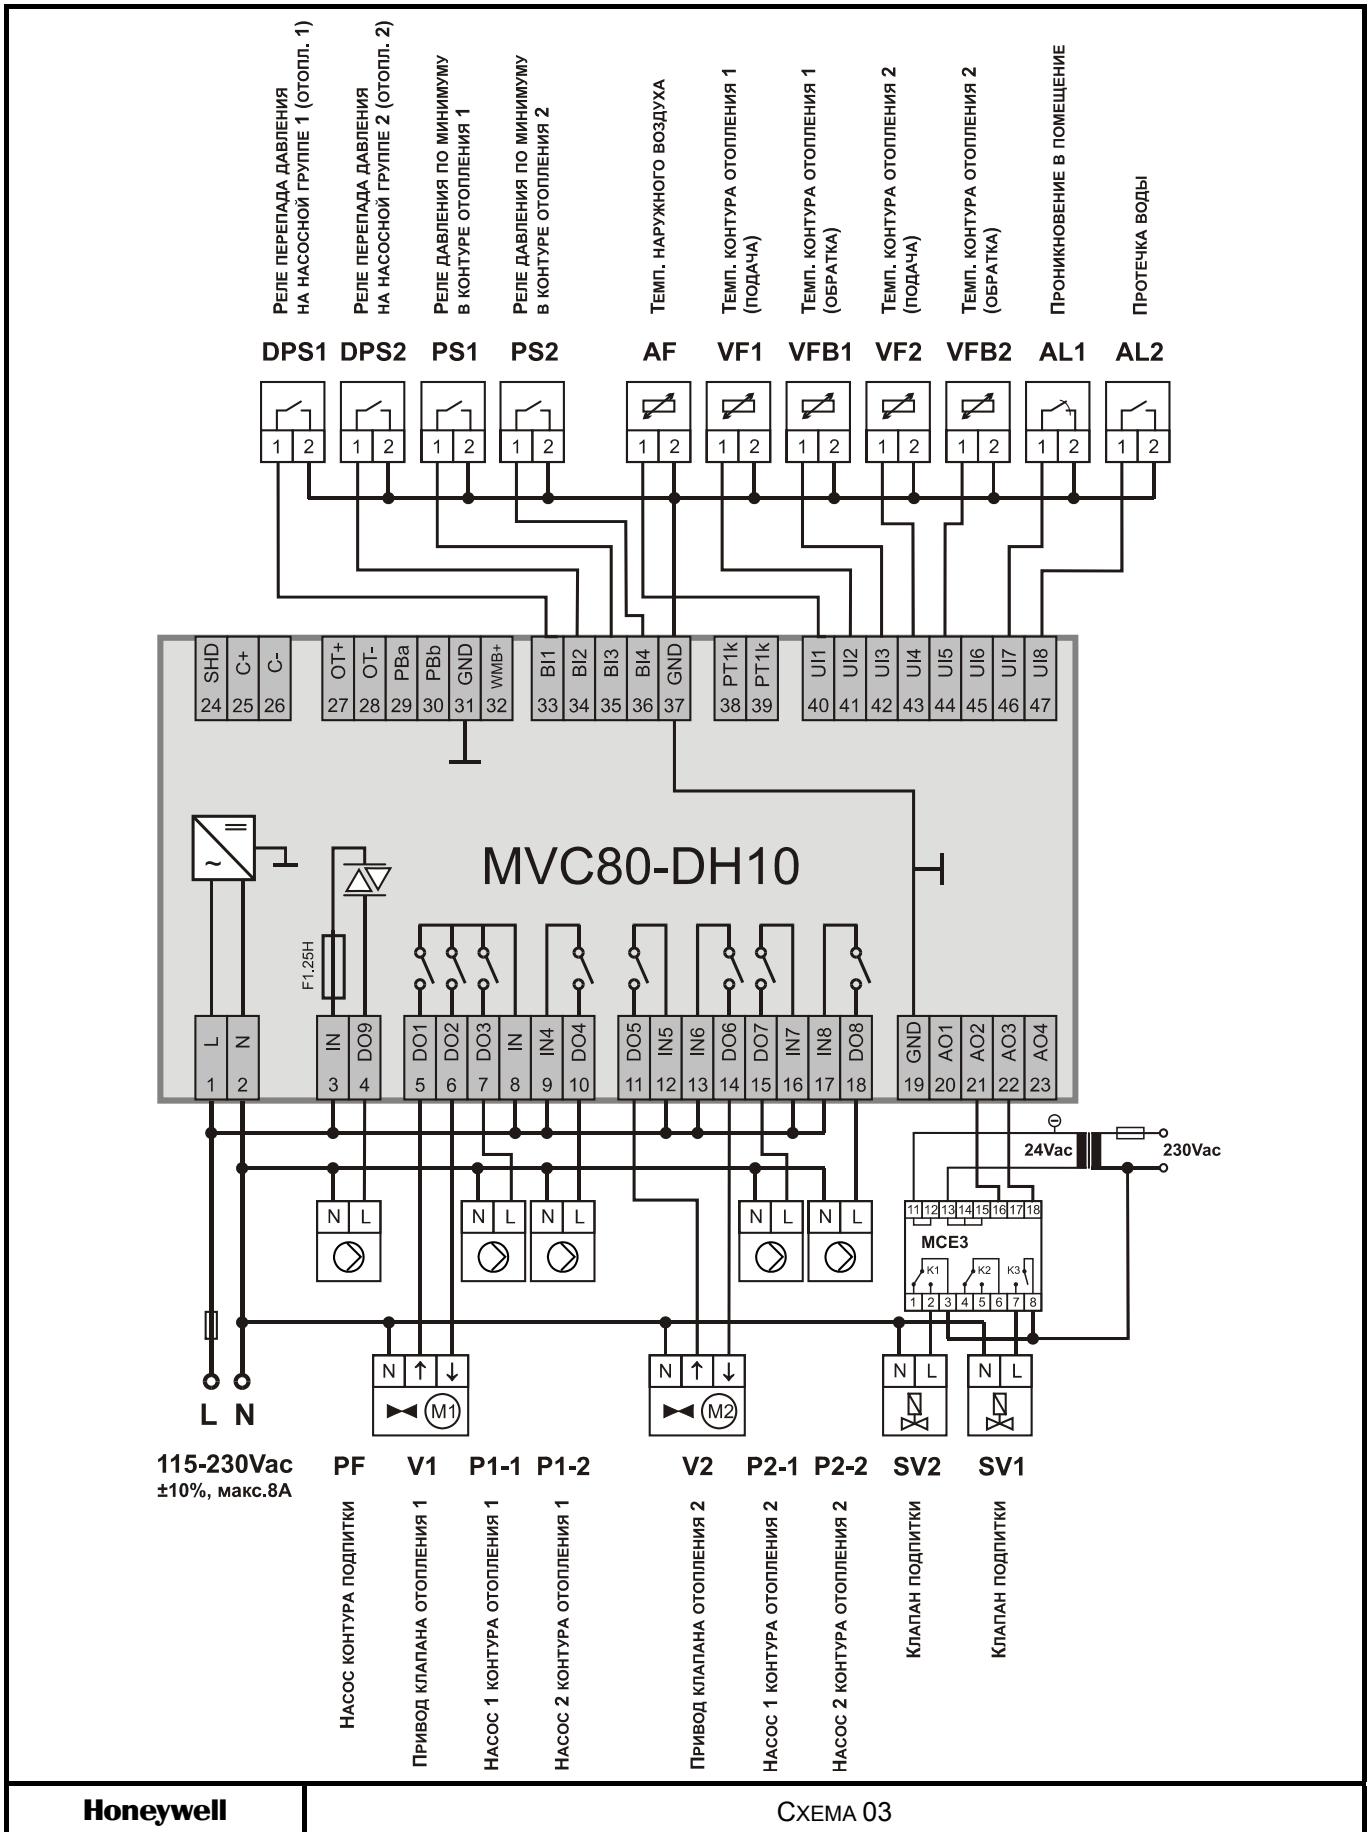 Реле перепада давления
на насосной группе 1 (отопл. 1)
Реле перепада давления
на насосной группе 2 (отопл. 2)
Реле давления по минимуму
в контуре отопления 1
Реле давления по минимуму
в контуре отопления 2
Темп. наружного воздуха
Темп. контура отопления 1
(подача)
Темп. контура отопления 1
(обратка)
Темп. контура отопления 2
(подача)
Темп. контура отопления 2
(обратка)
Проникновение в помещение
Протечка воды
DPS1 DPS2 PS1 PS2 AF VF1 VFB1 VF2 VFB2 AL1 AL2
1 2 1 2 1 2 1 2 1 2 1 2 1 2 1 2 1 2 1 2 1 2
SHD C+ C- OT+ OT- PBa PBb GND WMB+ BI1 BI2 BI3 BI4 GND PT1k PT1k UI1 UI2 UI3 UI4 UI5 UI6 UI7 UI8
24 25 26 27 28 29 30 31 32 33 34 35 36 37 38 39 40 41 42 43 44 45 46 47
~
MVC80-DH10
F1.25H
L N IN DO9 DO1 DO2 DO3 IN IN4 DO4 DO5 IN5 IN6 DO6 DO7 IN7 IN8 DO8 GND AO1 AO2 AO3 AO4
1 2 3 4 5 6 7 8 9 10 11 12 13 14 15 16 17 18 19 20 21 22 23
24Vac 230Vac
N L N L N L N L N L
11 12 13 14 15 16 17 18
MCE3
K1 K2 K3
1 2 3 4 5 6 7 8
N ↑ ↓ N ↑ ↓ N L N L
M1 M2
L N
115-230Vac
±10%, макс.8А
PF V1 P1-1 P1-2 V2 P2-1 P2-2 SV2 SV1
Насос контура подпитки
Привод клапана отопления 1
Насос 1 контура отопления 1
Насос 2 контура отопления 1
Привод клапана отопления 2
Насос 1 контура отопления 2
Насос 2 контура отопления 2
Клапан подпитки
Клапан подпитки
Honeywell
Схема 03